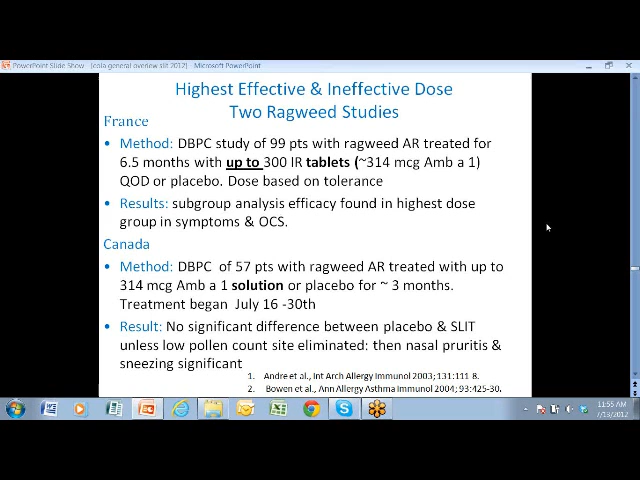 PowerPoint Slide Show - (cola general overiew slit 2012) - Microsoft PowerPoint
Highest Effective & Ineffective Dose
Two Ragweed Studies
France
• Method: DBPC study of 99 pts with ragweed AR treated for
6.5 months with up to 300 IR tablets (~314 mcg Amb a 1)
QOD or placebo. Dose based on tolerance
• Results: subgroup analysis efficacy found in highest dose
group in symptoms & OCS.
Canada
• Method: DBPC of 57 pts with ragweed AR treated with up to
314 mcg Amb a 1 solution or placebo for ~ 3 months.
Treatment began July 16 -30th
• Result: No significant difference between placebo & SLIT
unless low pollen count site eliminated: then nasal pruritis &
sneezing significant
1. Andre et al., Int Arch Allergy Immunol 2003; 131:111-8.
2. Bowen et al., Ann Allergy Asthma Immunol 2004; 93:425-30.
11:55 AM
7/13/2012